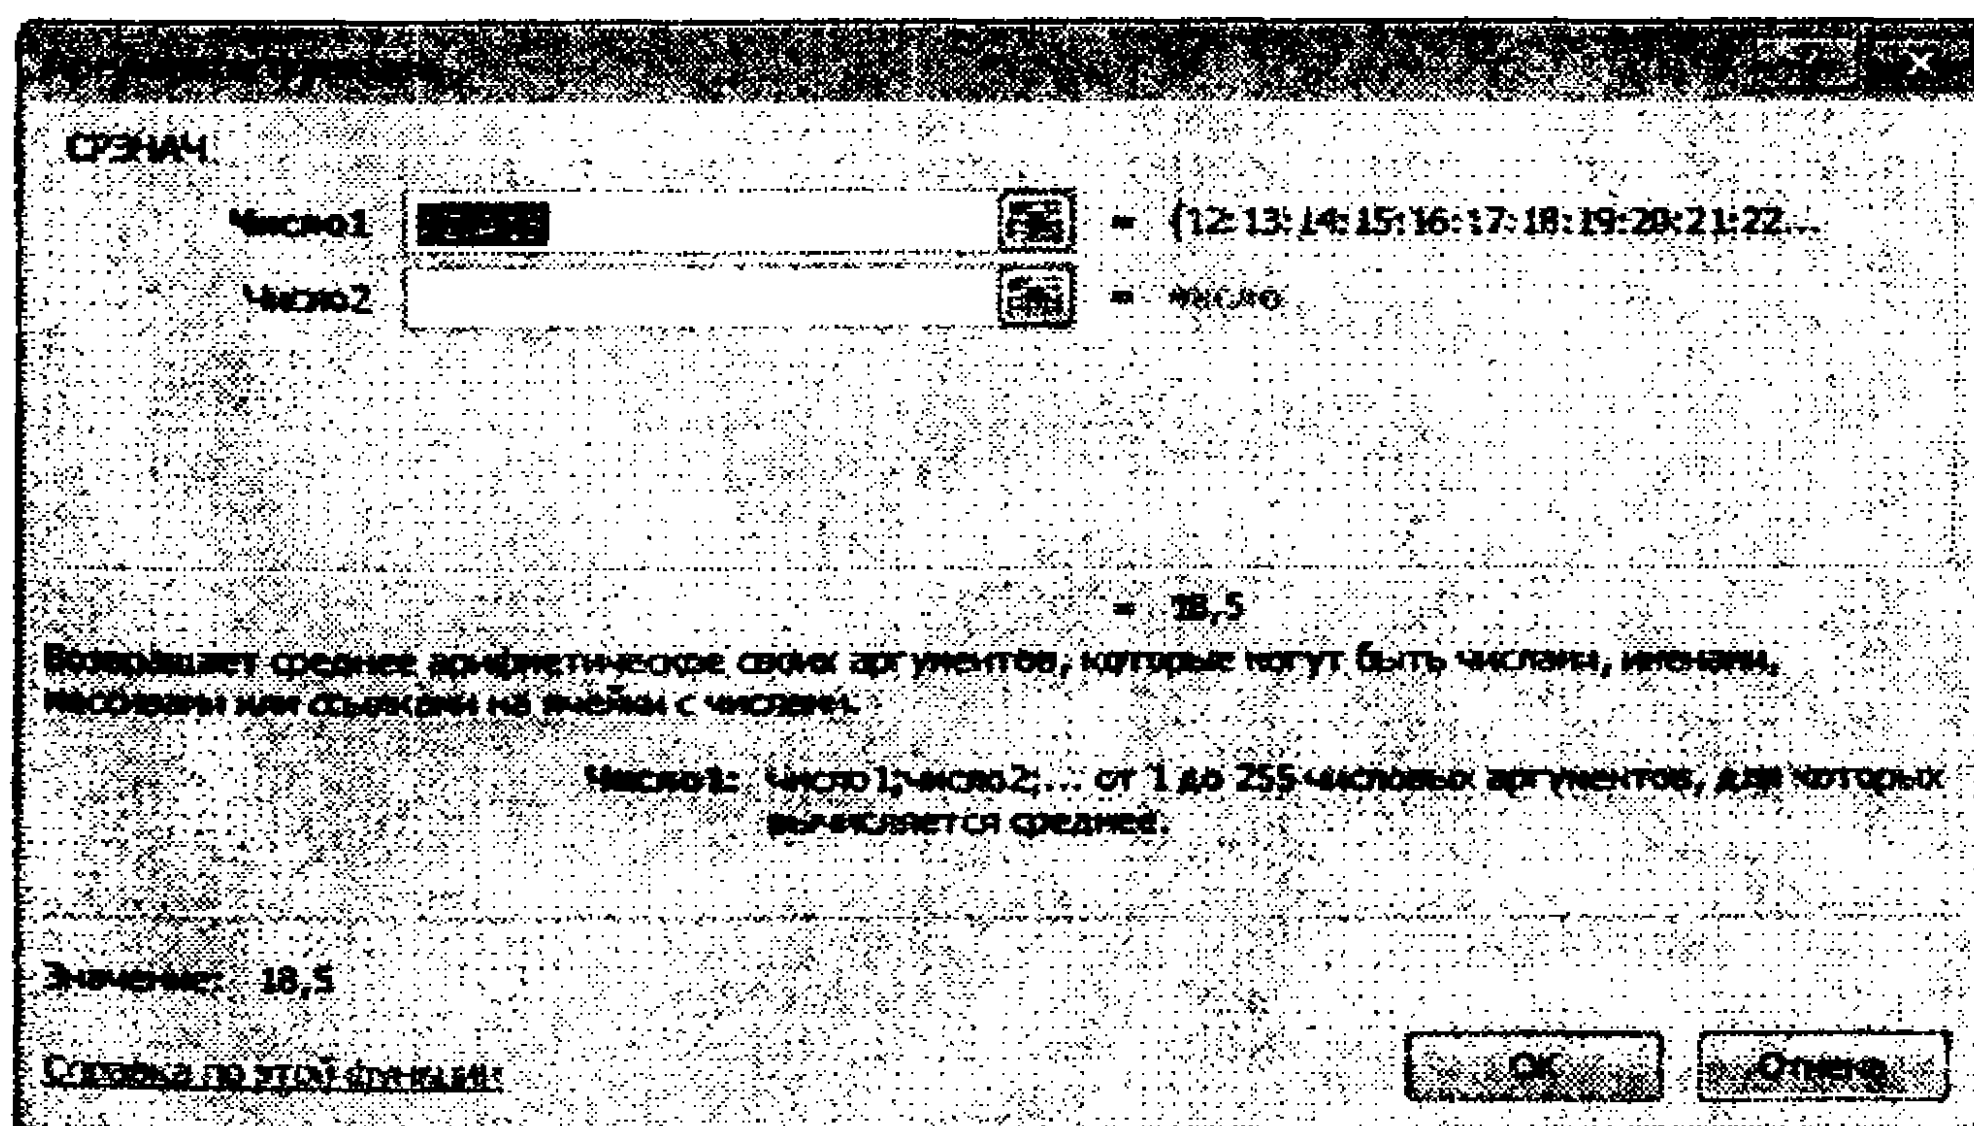 Аргументы функции
СРЗНАЧ
Число1 = {12:13:14:15:16:17:18:19:20:21:22...
Число2 = число
= 18,5
Возвращает среднее арифметическое своих аргументов, которые могут быть числами, именами,
массивами или ссылками на ячейки с числами.
Число1: число1;число2;... от 1 до 255 числовых аргументов, для которых
вычисляется среднее.
Значение: 18,5
Справка по этой функции
ОК Отмена